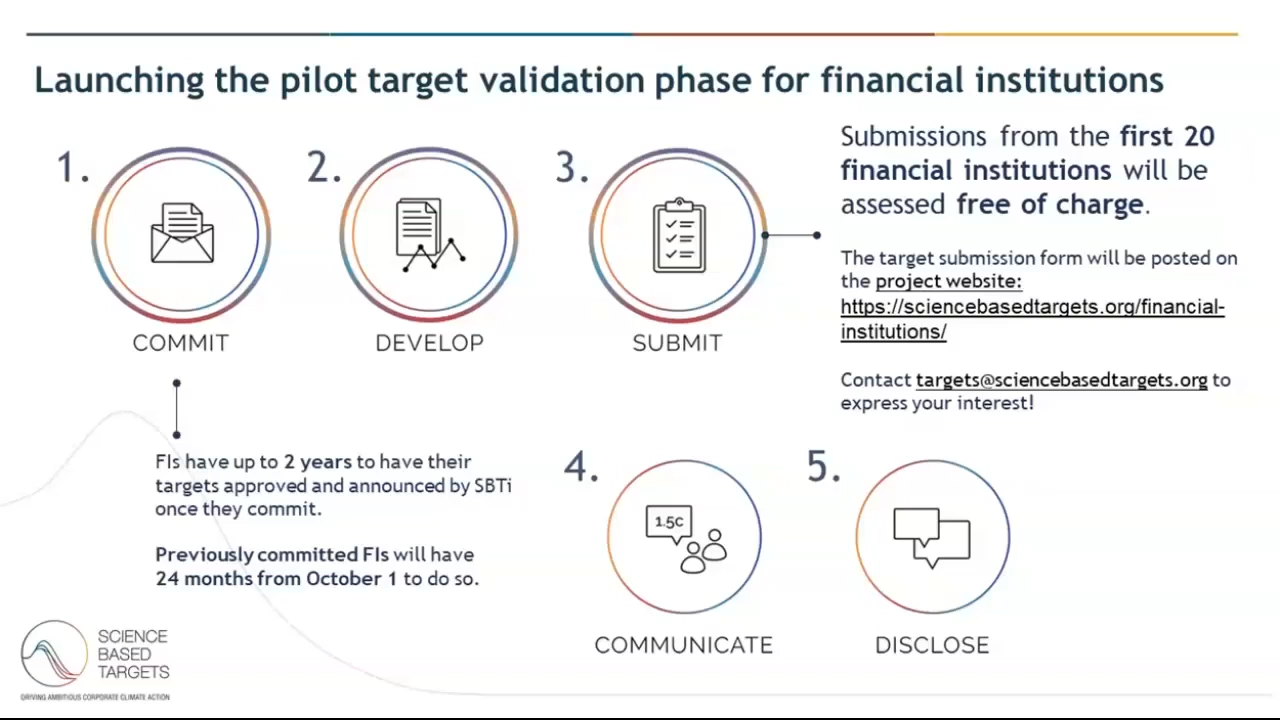 Launching the pilot target validation phase for financial institutions
1.
COMMIT
2.
DEVELOP
3.
SUBMIT
Submissions from the first 20
financial institutions will be
assessed free of charge.
The target submission form will be posted on
the project website:
https://sciencebasedtargets.org/financial-
institutions/
Contact targets@sciencebasedtargets.org to
express your interest!
FIs have up to 2 years to have their
targets approved and announced by SBTi
once they commit.
Previously committed FIs will have
24 months from October 1 to do so.
4.
1.5c
COMMUNICATE
5.
DISCLOSE
SCIENCE
BASED
TARGETS
DRIVING AMBITIOUS CORPORATE CLIMATE ACTION